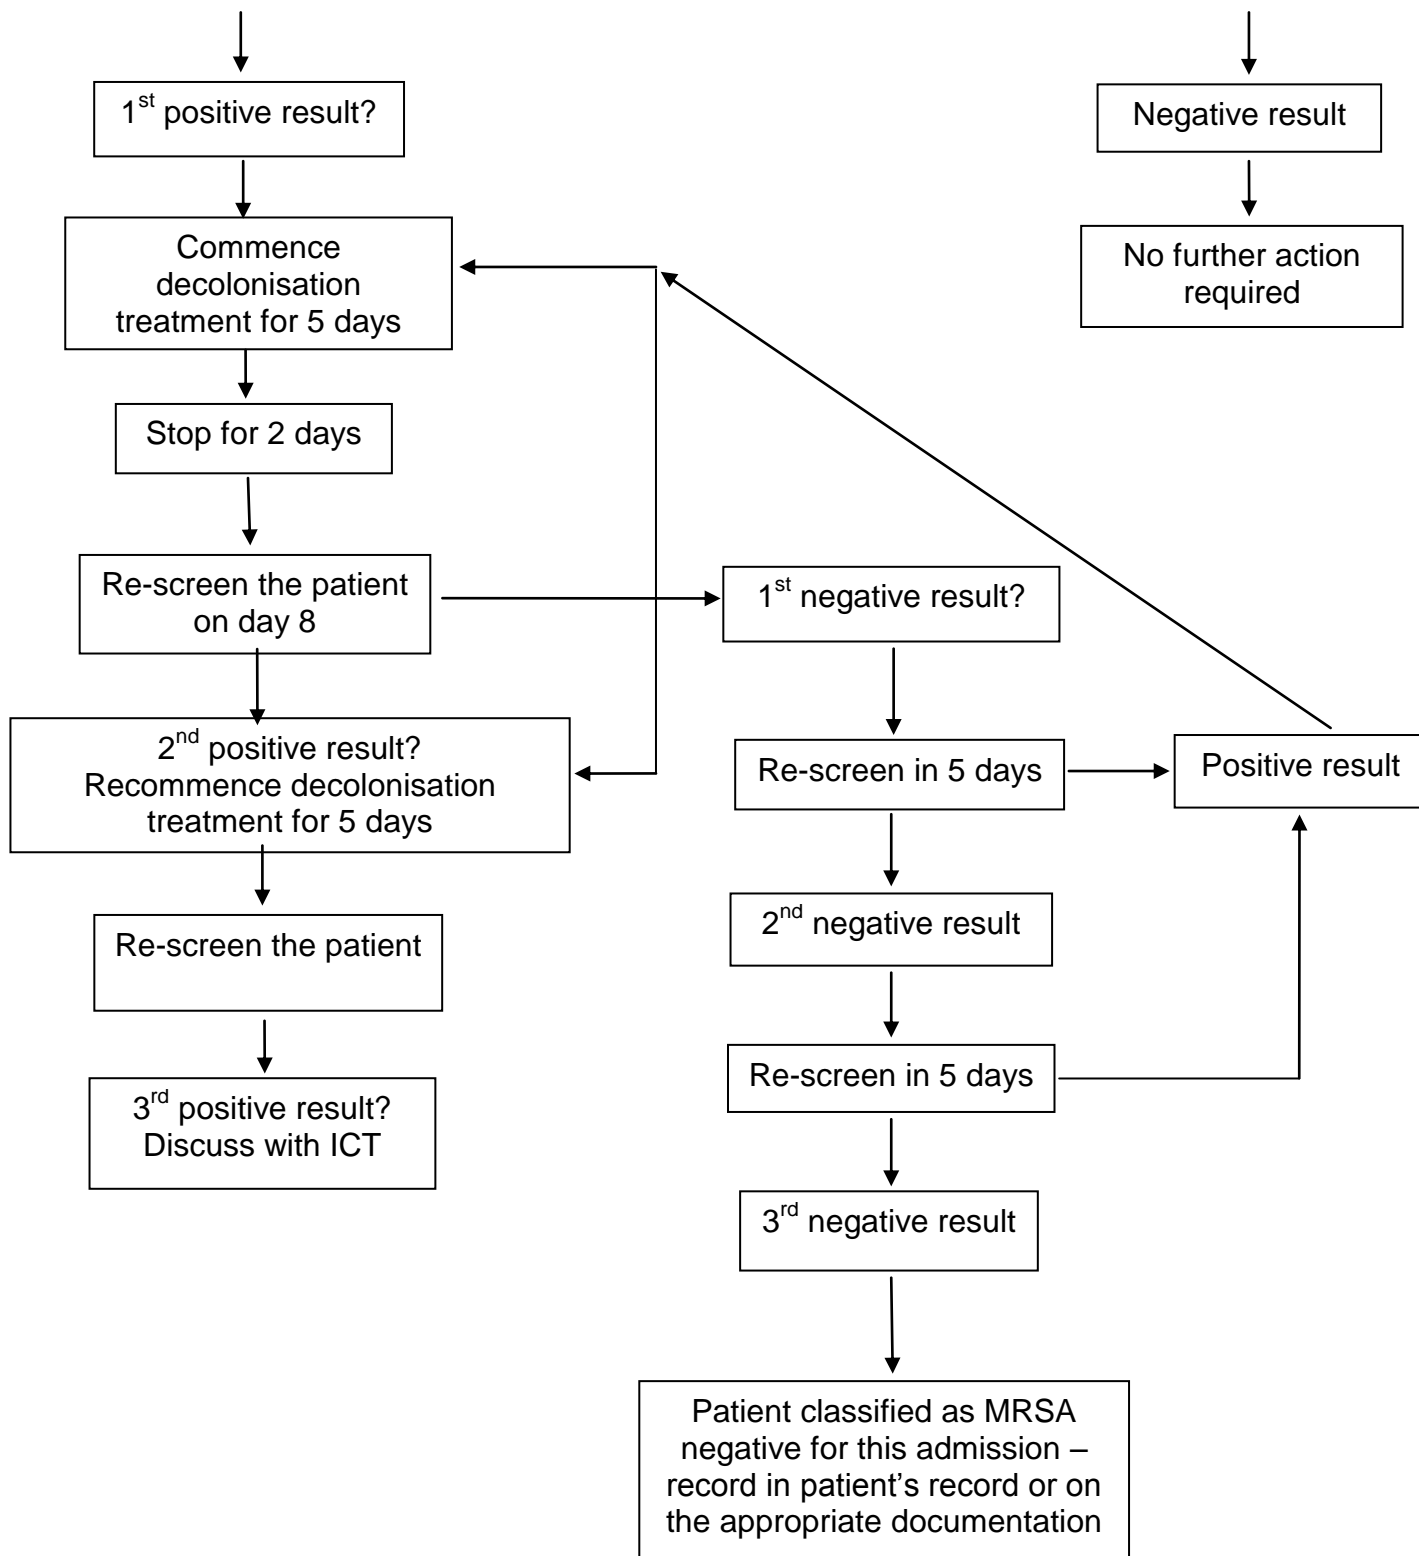 1st positive result?
Negative result
Commence
decolonisation
treatment for 5 days
No further action
required
Stop for 2 days
Re-screen the patient
on day 8
1st negative result?
2nd positive result?
Recommence decolonisation
treatment for 5 days
Re-screen in 5 days
Positive result
Re-screen the patient
2nd negative result
3rd positive result?
Discuss with ICT
Re-screen in 5 days
3rd negative result
Patient classified as MRSA
negative for this admission –
record in patient’s record or on
the appropriate documentation